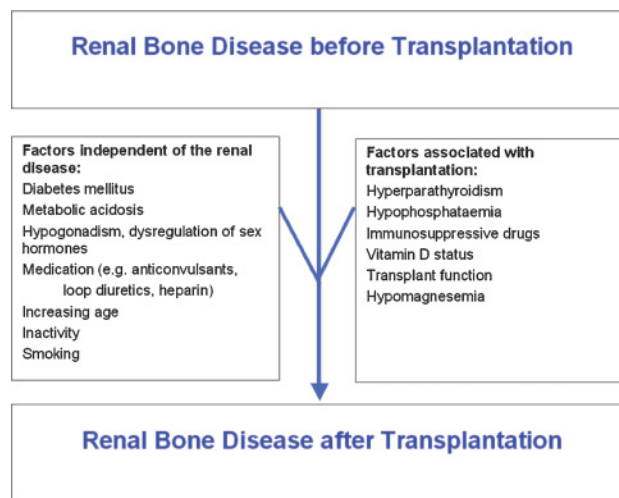 Renal Bone Disease before Transplantation
Factors independent of the renal
disease:
Diabetes mellitus
Metabolic acidosis
Hypogonadism, dysregulation of sex
hormones
Medication (e.g. anticonvulsants,
loop diuretics, heparin)
Increasing age
Inactivity
Smoking
Factors associated with
transplantation:
Hyperparathyroidism
Hypophosphataemia
Immunosuppressive drugs
Vitamin D status
Transplant function
Hypomagnesemia
Renal Bone Disease after Transplantation